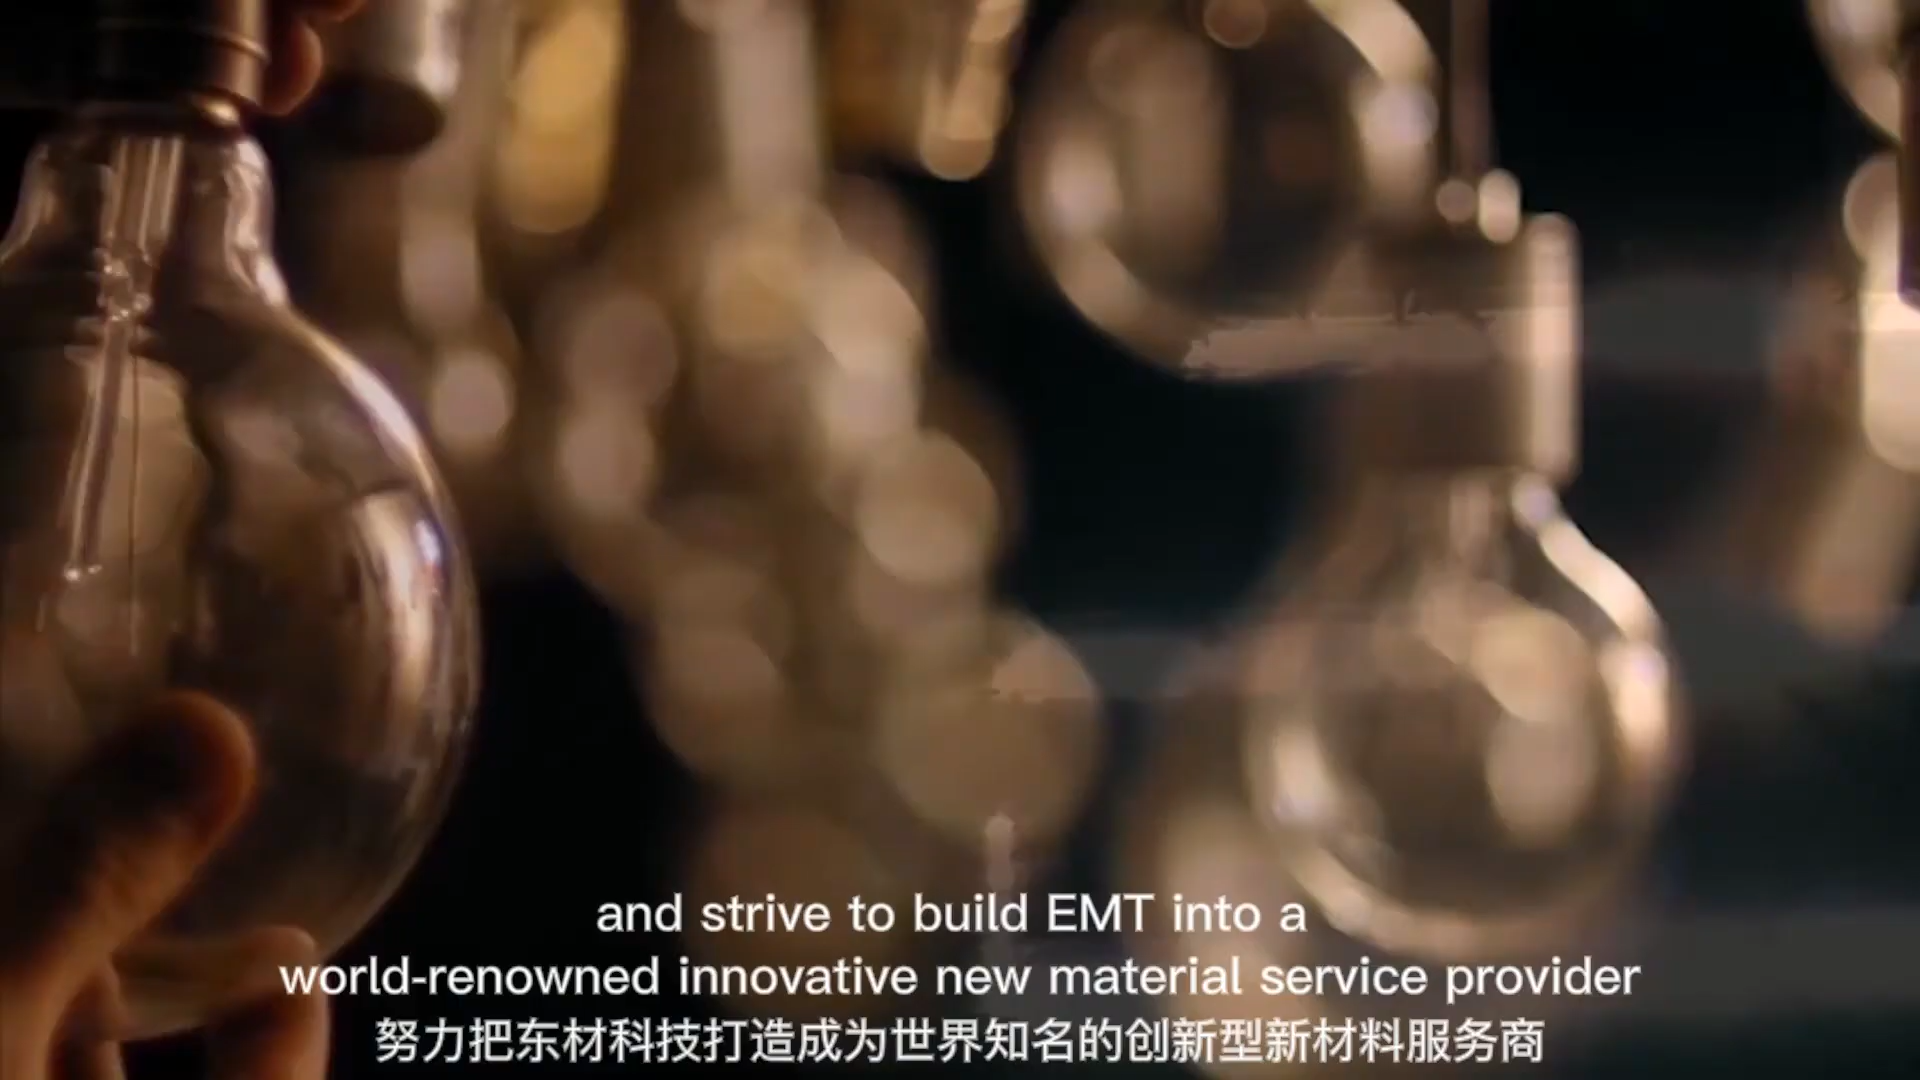 and strive to build EMT into a
world-renowned innovative new material service provider
努力把东材科技打造成为世界知名的创新型新材料服务商